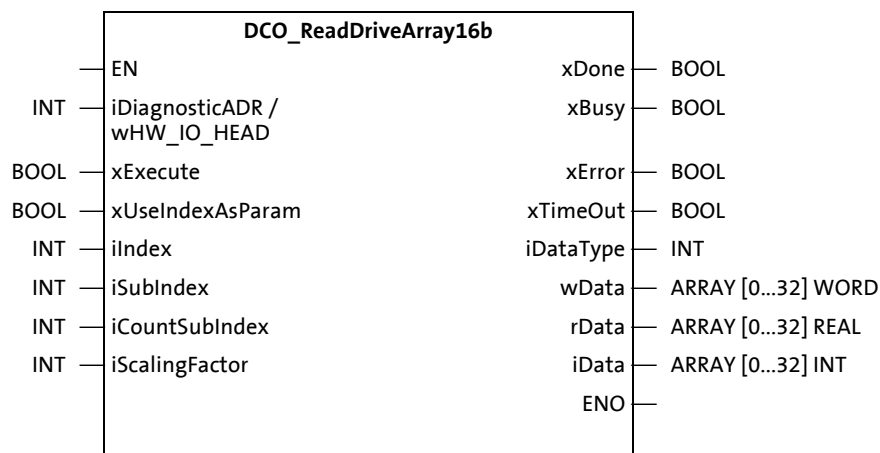 DCO_ReadDriveArray16b
EN xDone BOOL
INT iDiagnosticADR / xBusy BOOL
wHW_IO_HEAD
BOOL xExecute xError BOOL
BOOL xUseIndexAsParam xTimeOut BOOL
INT iIndex iDataType INT
INT iSubIndex wData ARRAY [0...32] WORD
INT iCountSubIndex rData ARRAY [0...32] REAL
INT iScalingFactor iData ARRAY [0...32] INT
ENO